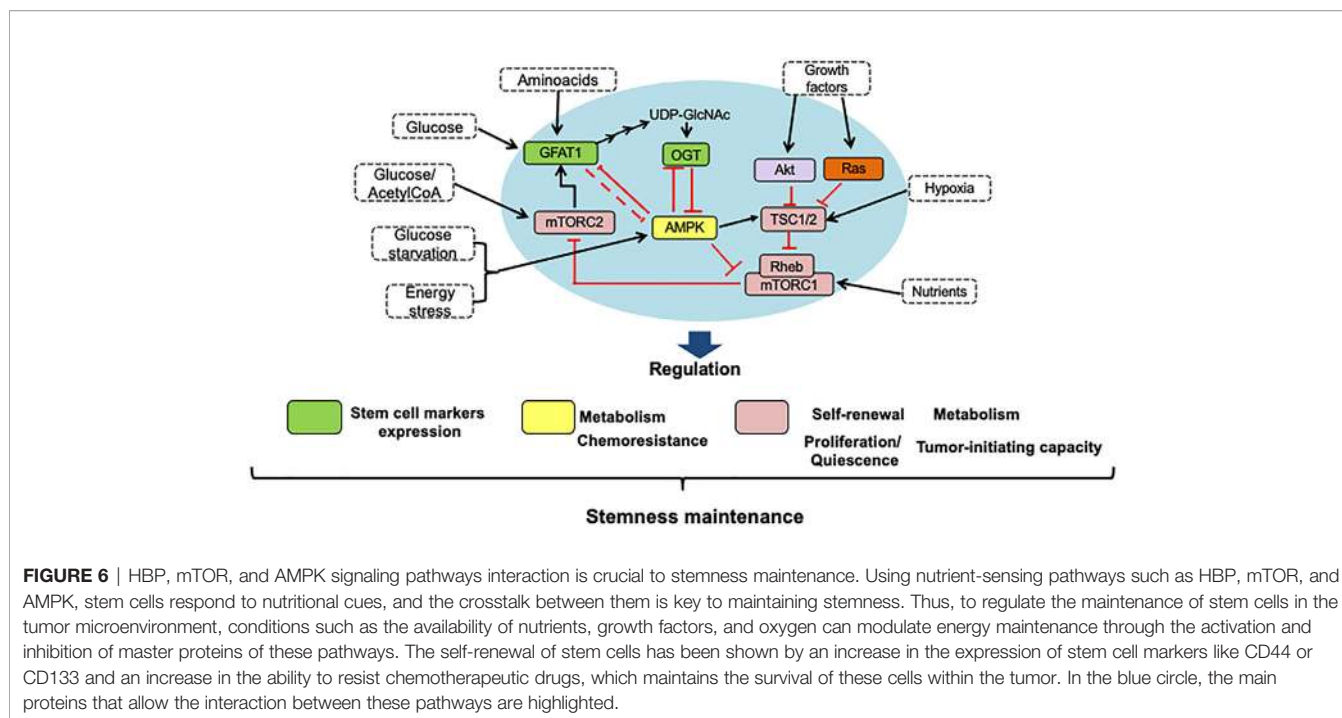 Aminoacids
Growth
factors
Glucose
UDP-GlcNAc
GFAT1
OGT
Akt
Ras
Glucose/
AcetylCoA
Hypoxia
mTORC2
AMPK
TSC1/2
Glucose
starvation
Rheb
mTORC1
Energy
stress
Nutrients
Regulation
Stem cell markers
expression
Metabolism
Chemoresistance
Self-renewal
Metabolism
Proliferation/
Quiescence
Tumor-initiating capacity
Stemness maintenance
FIGURE 6 | HBP, mTOR, and AMPK signaling pathways interaction is crucial to stemness maintenance. Using nutrient-sensing pathways such as HBP, mTOR, and
AMPK, stem cells respond to nutritional cues, and the crosstalk between them is key to maintaining stemness. Thus, to regulate the maintenance of stem cells in the
tumor microenvironment, conditions such as the availability of nutrients, growth factors, and oxygen can modulate energy maintenance through the activation and
inhibition of master proteins of these pathways. The self-renewal of stem cells has been shown by an increase in the expression of stem cell markers like CD44 or
CD133 and an increase in the ability to resist chemotherapeutic drugs, which maintains the survival of these cells within the tumor. In the blue circle, the main
proteins that allow the interaction between these pathways are highlighted.